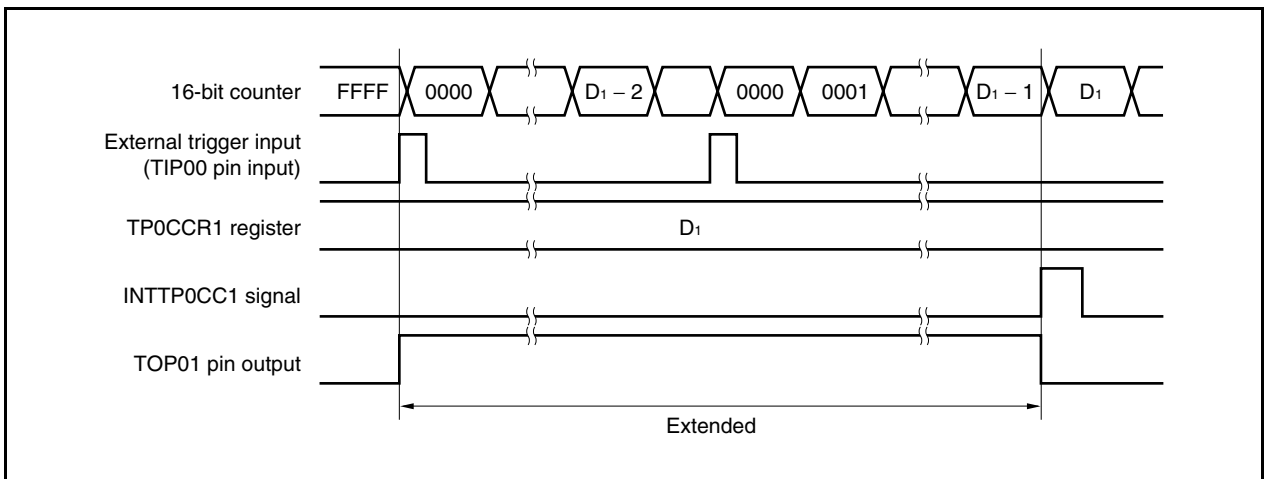 16-bit counter FFFF 0000 D₁ – 2 0000 0001 D₁ – 1 D₁
External trigger input
(TIP00 pin input)
TP0CCR1 register D₁
INTTP0CC1 signal
TOP01 pin output
Extended